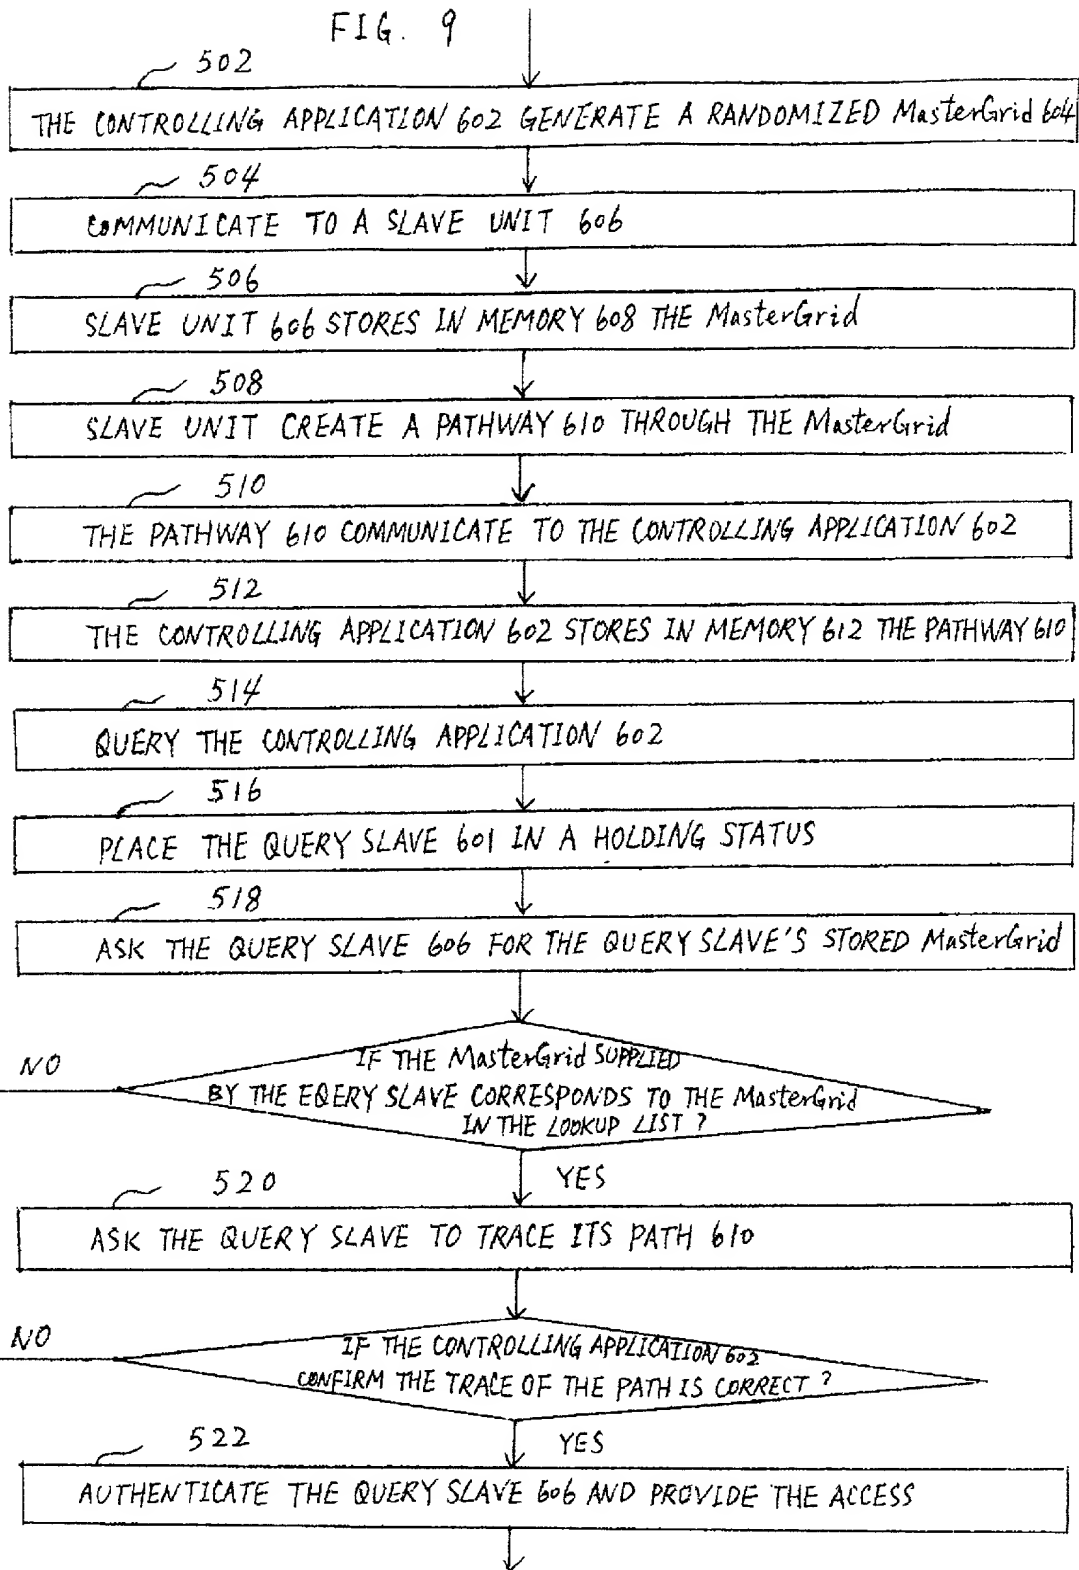 FIG. 9
502
THE CONTROLLING APPLICATION 602 GENERATE A RANDOMIZED MasterGrid 604
504
COMMUNICATE TO A SLAVE UNIT 606
506
SLAVE UNIT 606 STORES IN MEMORY 608 THE MasterGrid
508
SLAVE UNIT CREATE A PATHWAY 610 THROUGH THE MasterGrid
510
THE PATHWAY 610 COMMUNICATE TO THE CONTROLLING APPLICATION 602
512
THE CONTROLLING APPLICATION 602 STORES IN MEMORY 612 THE PATHWAY 610
514
QUERY THE CONTROLLING APPLICATION 602
516
PLACE THE QUERY SLAVE 601 IN A HOLDING STATUS
518
ASK THE QUERY SLAVE 606 FOR THE QUERY SLAVE'S STORED MasterGrid
NO
IF THE MasterGrid SUPPLIED
BY THE EQERY SLAVE CORRESPONDS TO THE MasterGrid
IN THE LOOKUP LIST ?
YES
520
ASK THE QUERY SLAVE TO TRACE ITS PATH 610
NO
IF THE CONTROLLING APPLICATION 602
CONFIRM THE TRACE OF THE PATH IS CORRECT ?
YES
522
AUTHENTICATE THE QUERY SLAVE 606 AND PROVIDE THE ACCESS